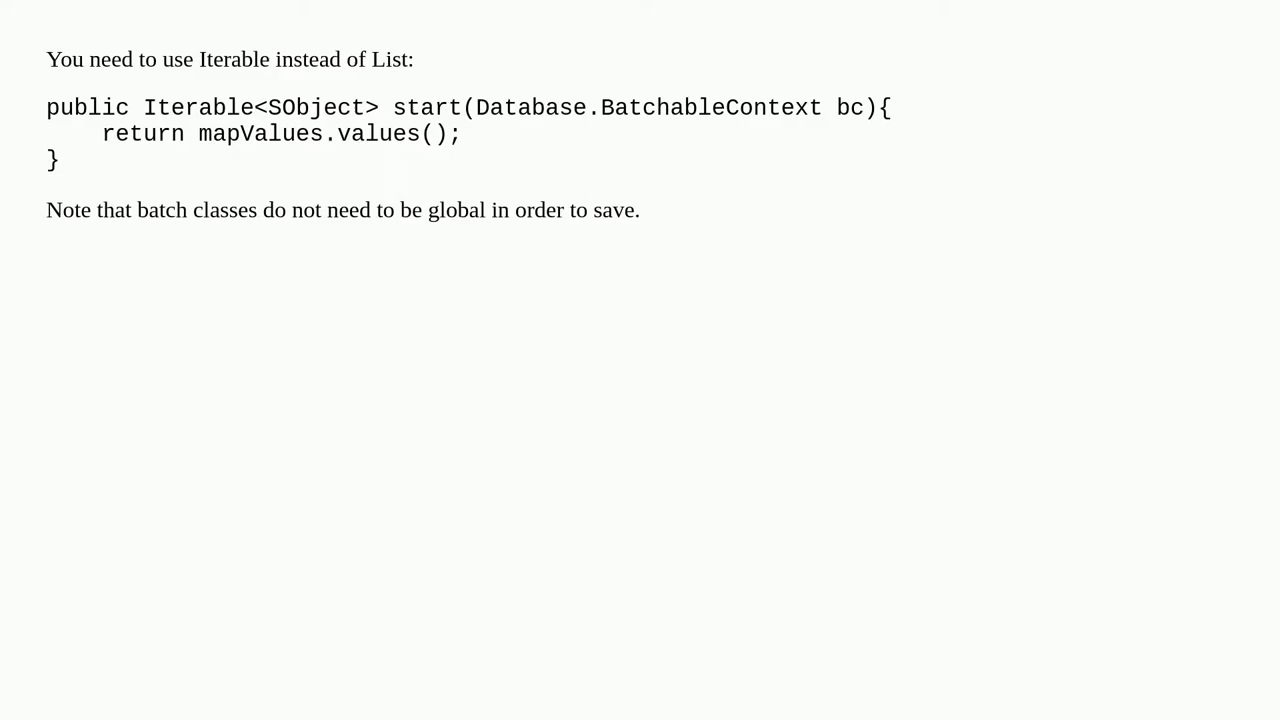 You need to use Iterable instead of List:
public Iterable<SObject> start(Database.BatchableContext bc){
    return mapValues.values();
}
Note that batch classes do not need to be global in order to save.